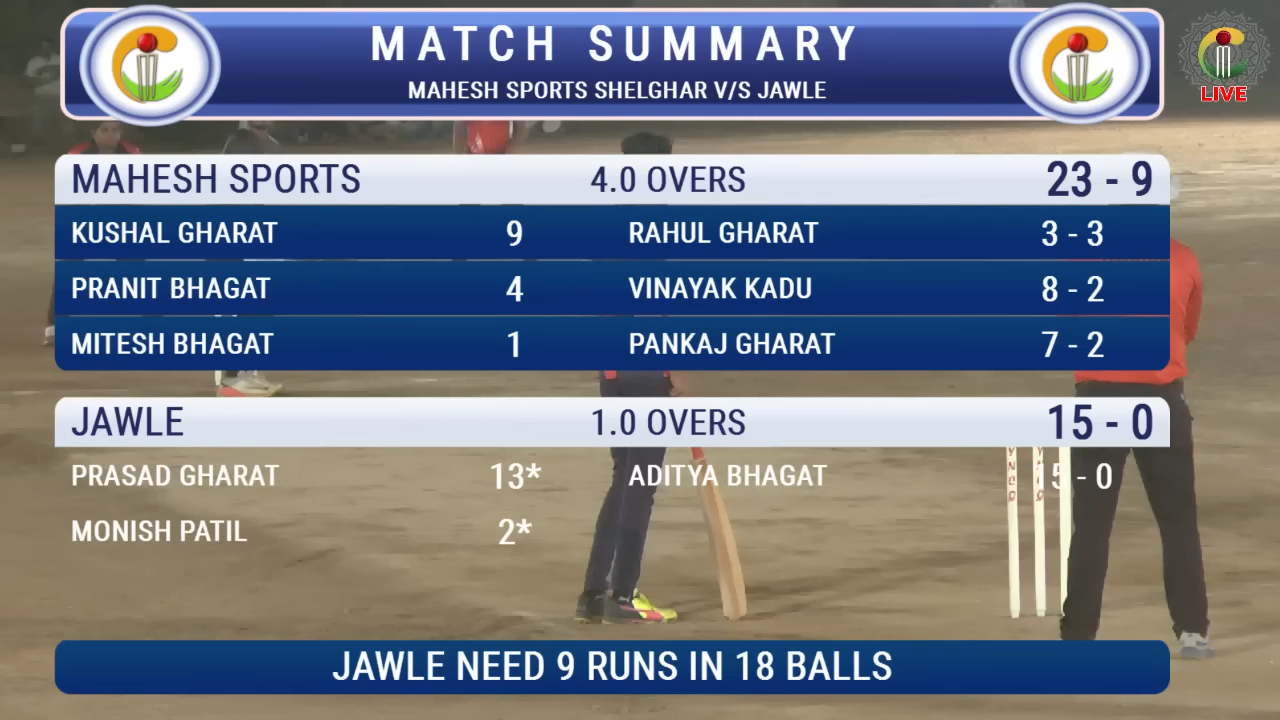 MATCH SUMMARY
MAHESH SPORTS SHELGHAR V/S JAWLE
LIVE
MAHESH SPORTS 4.0 OVERS 23 - 9
KUSHAL GHARAT 9 RAHUL GHARAT 3 - 3
PRANIT BHAGAT 4 VINAYAK KADU 8 - 2
MITESH BHAGAT 1 PANKAJ GHARAT 7 - 2
JAWLE 1.0 OVERS 15 - 0
PRASAD GHARAT 13* ADITYA BHAGAT 15 - 0
MONISH PATIL 2*
JAWLE NEED 9 RUNS IN 18 BALLS